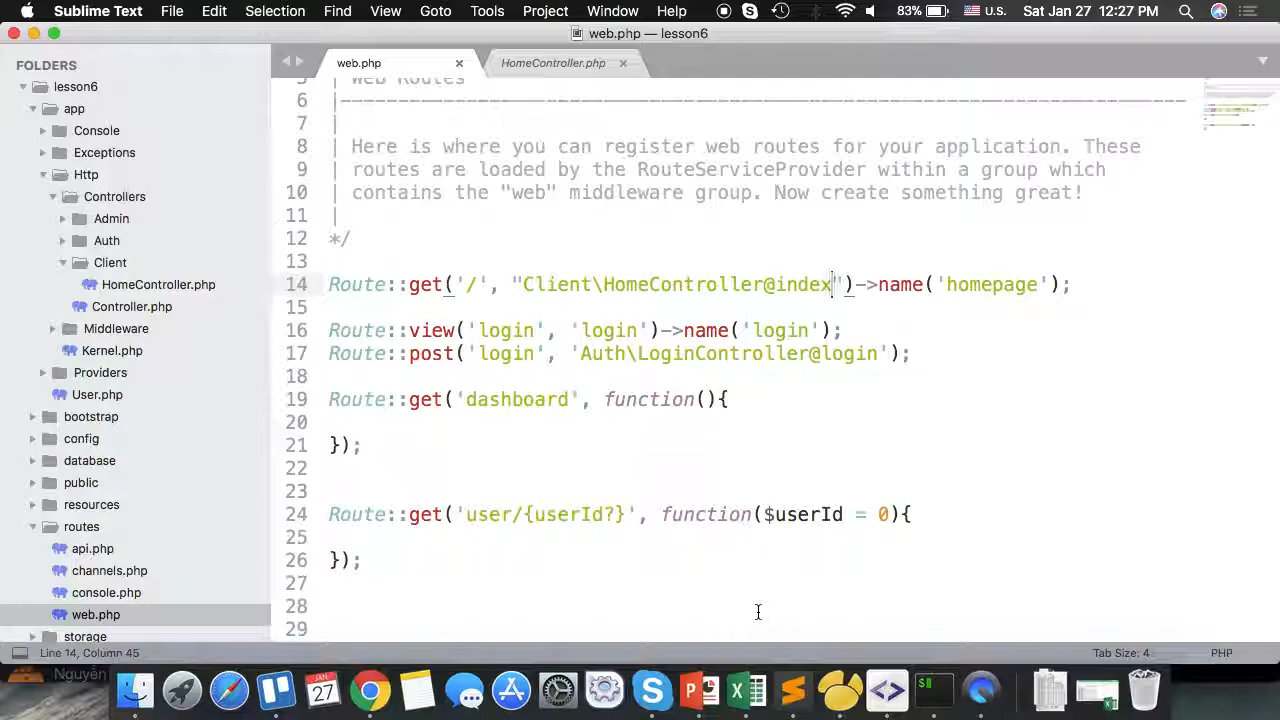 Sublime Text File Edit Selection Find View Goto Tools Project Window Help 83% U.S. Sat Jan 27 12:27 PM
web.php — lesson6
FOLDERS
lesson6
app
Console
Exceptions
Http
Controllers
Admin
Auth
Client
HomeController.php
Controller.php
Middleware
Kernel.php
Providers
User.php
bootstrap
config
database
public
resources
routes
api.php
channels.php
console.php
web.php
storage
web.php HomeController.php
5 | Web Routes
6 |--------------------------------------------------------------------------
7 |
8 | Here is where you can register web routes for your application. These
9 | routes are loaded by the RouteServiceProvider within a group which
10 | contains the "web" middleware group. Now create something great!
11 |
12 */
13
14 Route::get('/', "Client\HomeController@index")->name('homepage');
15
16 Route::view('login', 'login')->name('login');
17 Route::post('login', 'Auth\LoginController@login');
18
19 Route::get('dashboard', function(){
20
21 });
22
23
24 Route::get('user/{userId?}', function($userId = 0){
25
26 });
27
28
29
Line 14, Column 45 Tab Size: 4 PHP
Nguyễn
JAN
27